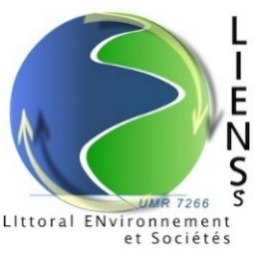 LIENSs
UMR 7266
LIttoral ENvironnement
et Sociétés